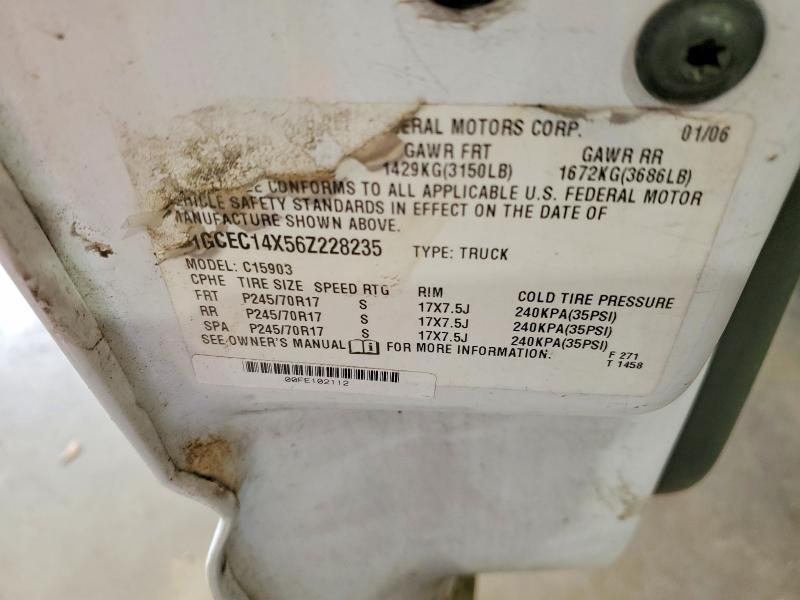 ERAL MOTORS CORP. 01/06
GAWR FRT GAWR RR
1429KG(3150LB) 1672KG(3686LB)
LE CONFORMS TO ALL APPLICABLE U.S. FEDERAL MOTOR
HICLE SAFETY STANDARDS IN EFFECT ON THE DATE OF
MANUFACTURE SHOWN ABOVE.
1GCEC14X56Z228235 TYPE: TRUCK
MODEL: C15903
CPHE TIRE SIZE SPEED RTG RIM COLD TIRE PRESSURE
FRT P245/70R17 S 17X7.5J 240KPA(35PSI)
RR P245/70R17 S 17X7.5J 240KPA(35PSI)
SPA P245/70R17 S 17X7.5J 240KPA(35PSI)
SEE OWNER'S MANUAL FOR MORE INFORMATION. F 271
T 1458
00FE102112